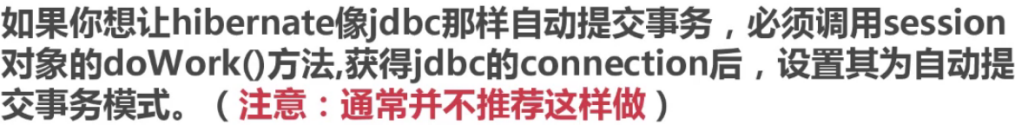 如果你想让hibernate像jdbc那样自动提交事务，必须调用session
对象的doWork()方法,获得jdbc的connection后，设置其为自动提
交事务模式。（注意：通常并不推荐这样做）